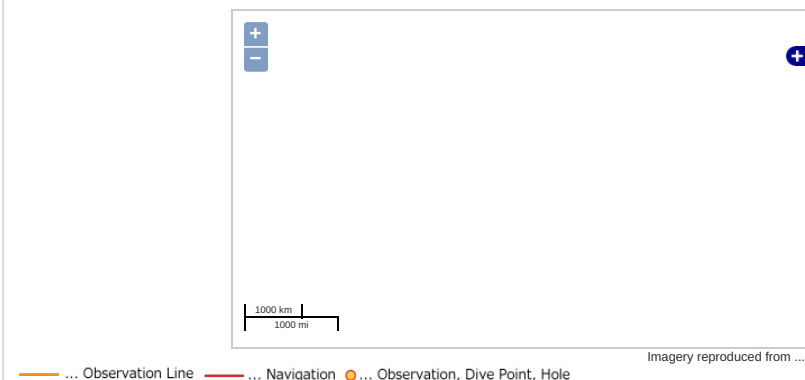 +
−
+
1000 km
1000 mi
Imagery reproduced from ...
... Observation Line ... Navigation ... Observation, Dive Point, Hole